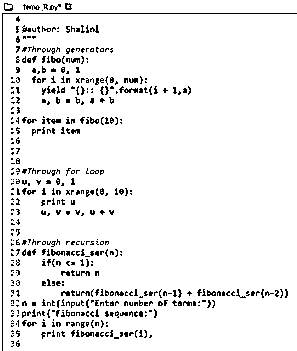 temp_R.py*
4
5 @author: Shalini
6 """
7 #Through generators
8 def fibo(num):
9 a,b = 0, 1
10 for i in xrange(0, num):
11 yield "{}:: {}".format(i + 1,a)
12 a, b = b, a + b
13
14 for item in fibo(10):
15 print item
16
17
18
19 #Through for loop
20 u, v = 0, 1
21 for i in xrange(0, 10):
22 print u
23 u, v = v, u + v
24
25
26 #Through recursion
27 def fibonacci_ser(n):
28 if(n <= 1):
29 return n
30 else:
31 return(fibonacci_ser(n-1) + fibonacci_ser(n-2))
32 n = int(input("Enter number of terms:"))
33 print("fibonacci sequence:")
34 for i in range(n):
35 print fibonacci_ser(i),
36